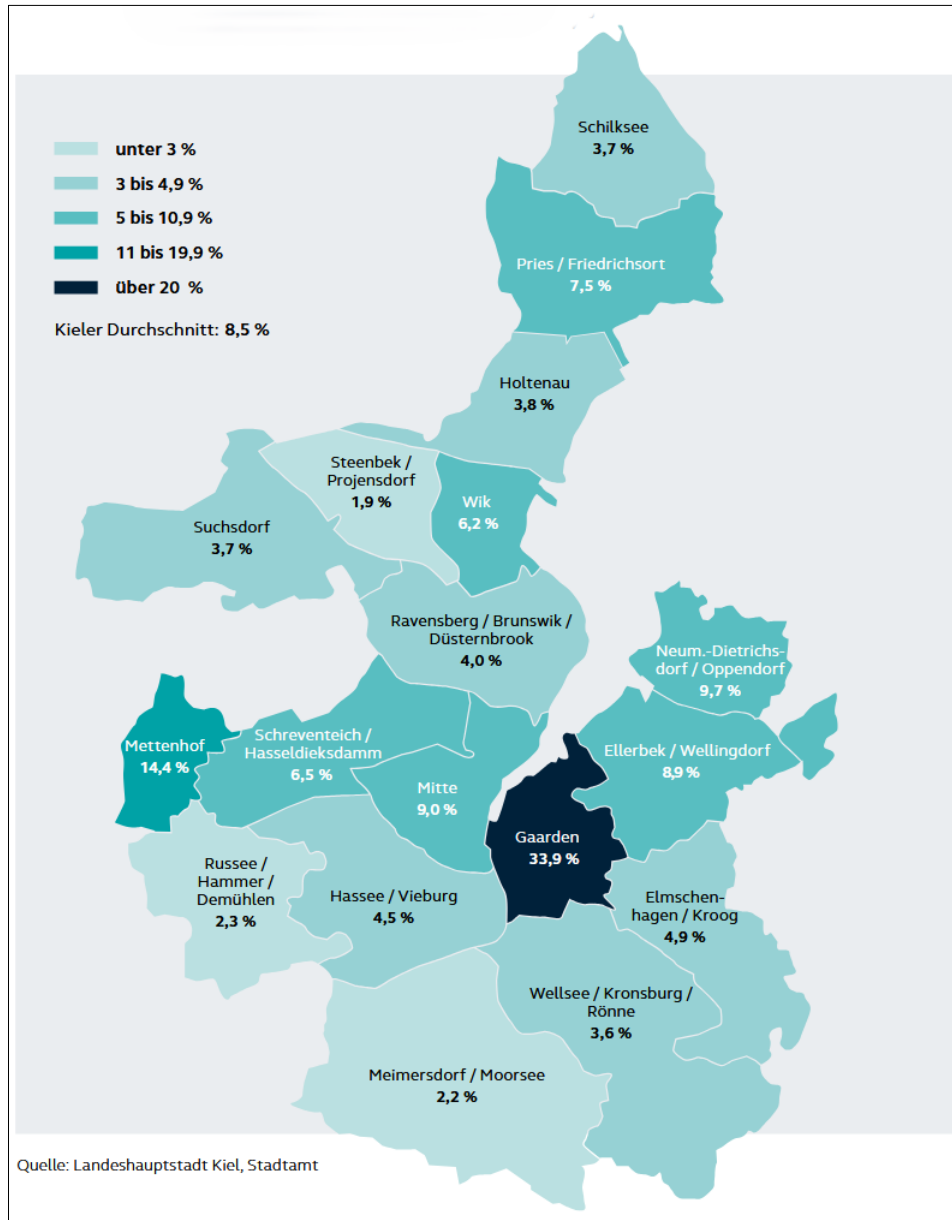 unter 3 %
3 bis 4,9 %
5 bis 10,9 %
11 bis 19,9 %
über 20 %
Kieler Durchschnitt: 8,5 %
Schilksee
3,7 %
Pries / Friedrichsort
7,5 %
Holtenau
3,8 %
Steenbek /
Projensdorf
1,9 %
Wik
6,2 %
Suchsdorf
3,7 %
Ravensberg / Brunswik /
Düsternbrook
4,0 %
Neum.-Dietrichs-
dorf / Oppendorf
9,7 %
Mettenhof
14,4 %
Schreventeich /
Hasseldieksdamm
6,5 %
Mitte
9,0 %
Ellerbek / Wellingdorf
8,9 %
Gaarden
33,9 %
Russee /
Hammer /
Demühlen
2,3 %
Hassee / Vieburg
4,5 %
Elmschen-
hagen / Kroog
4,9 %
Wellsee / Kronsburg /
Rönne
3,6 %
Meimersdorf / Moorsee
2,2 %
Quelle: Landeshauptstadt Kiel, Stadtamt